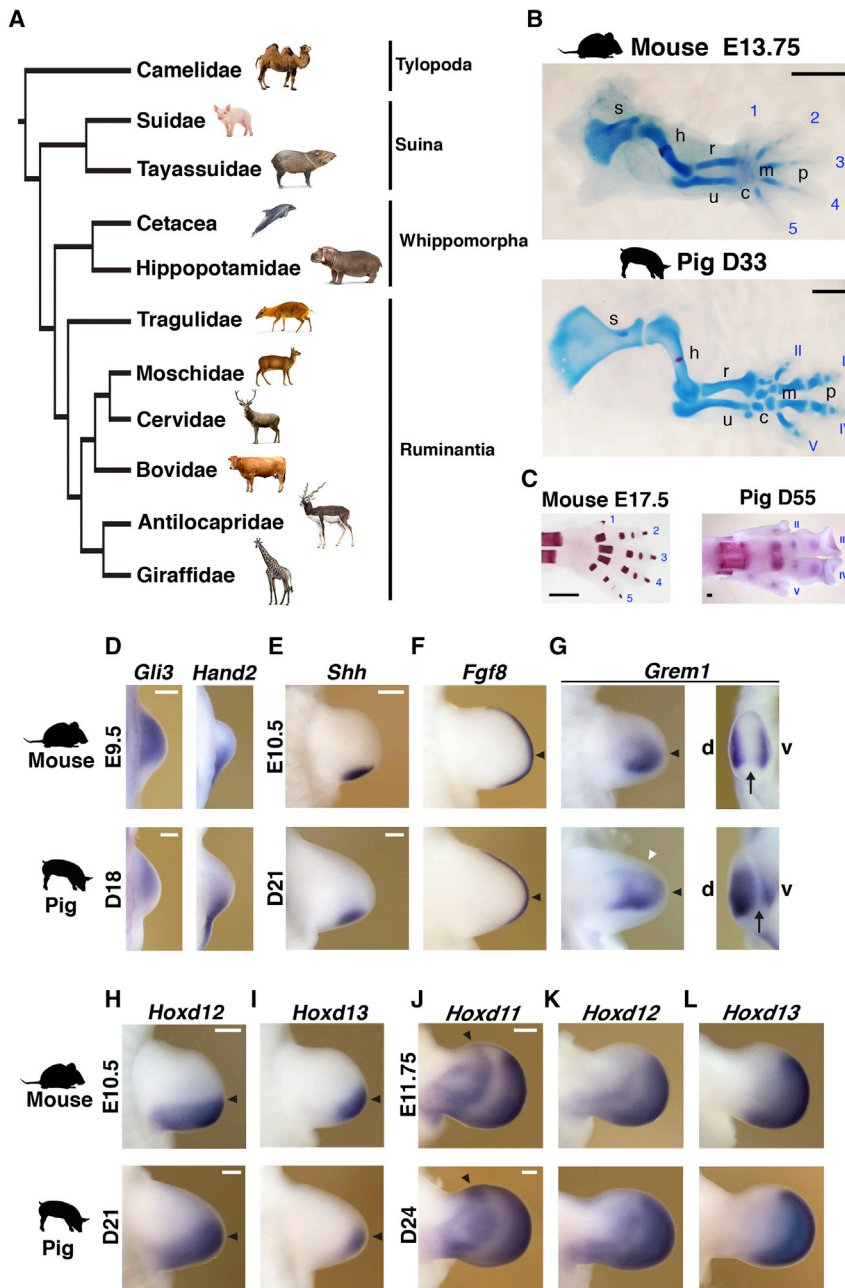 A
Camelidae
Tylopoda
Suidae
Suina
Tayassuidae
Cetacea
Whippomorpha
Hippopotamidae
Tragulidae
Moschidae
Cervidae
Ruminantia
Bovidae
Antilocapridae
Giraffidae
B
Mouse E13.75
s
h
r
u
c
m
p
1
2
3
4
5
Pig D33
s
h
r
u
c
m
p
II
IV
V
C
Mouse E17.5
1
2
3
4
5
Pig D55
II
IV
V
D E F G
Gli3 Hand2 Shh Fgf8 Grem1
Mouse E9.5 E10.5 d v
Pig D18 D21 d v
H I J K L
Hoxd12 Hoxd13 Hoxd11 Hoxd12 Hoxd13
Mouse E10.5 E11.75
Pig D21 D24